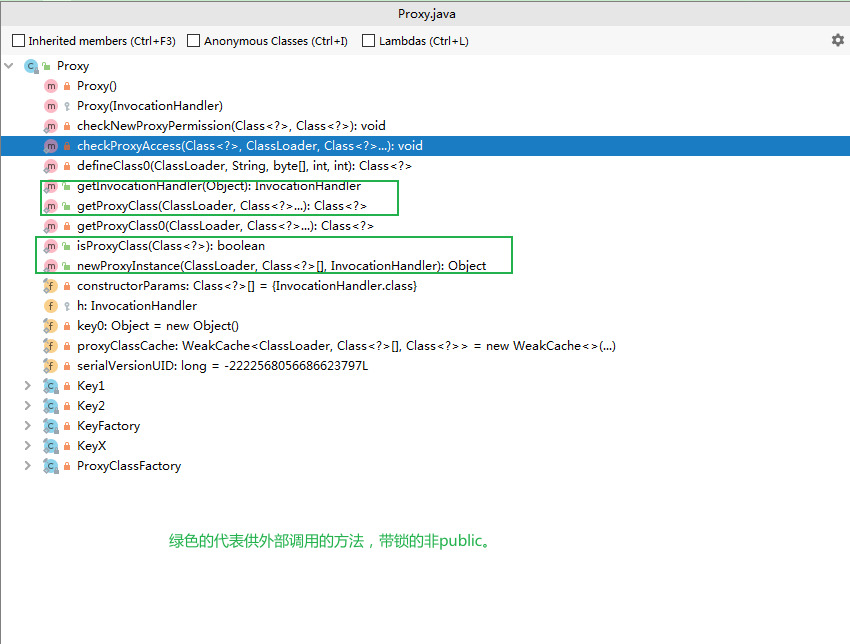 Proxy.java
Inherited members (Ctrl+F3) Anonymous Classes (Ctrl+I) Lambdas (Ctrl+L)
Proxy
Proxy()
Proxy(InvocationHandler)
checkNewProxyPermission(Class<?>, Class<?>): void
checkProxyAccess(Class<?>, ClassLoader, Class<?>...): void
defineClass0(ClassLoader, String, byte[], int, int): Class<?>
getInvocationHandler(Object): InvocationHandler
getProxyClass(ClassLoader, Class<?>...): Class<?>
getProxyClass0(ClassLoader, Class<?>...): Class<?>
isProxyClass(Class<?>): boolean
newProxyInstance(ClassLoader, Class<?>[], InvocationHandler): Object
constructorParams: Class<?>[] = {InvocationHandler.class}
h: InvocationHandler
key0: Object = new Object()
proxyClassCache: WeakCache<ClassLoader, Class<?>[], Class<?>> = new WeakCache<>(...)
serialVersionUID: long = -2222568056686623797L
Key1
Key2
KeyFactory
KeyX
ProxyClassFactory
绿色的代表供外部调用的方法，带锁的非public。